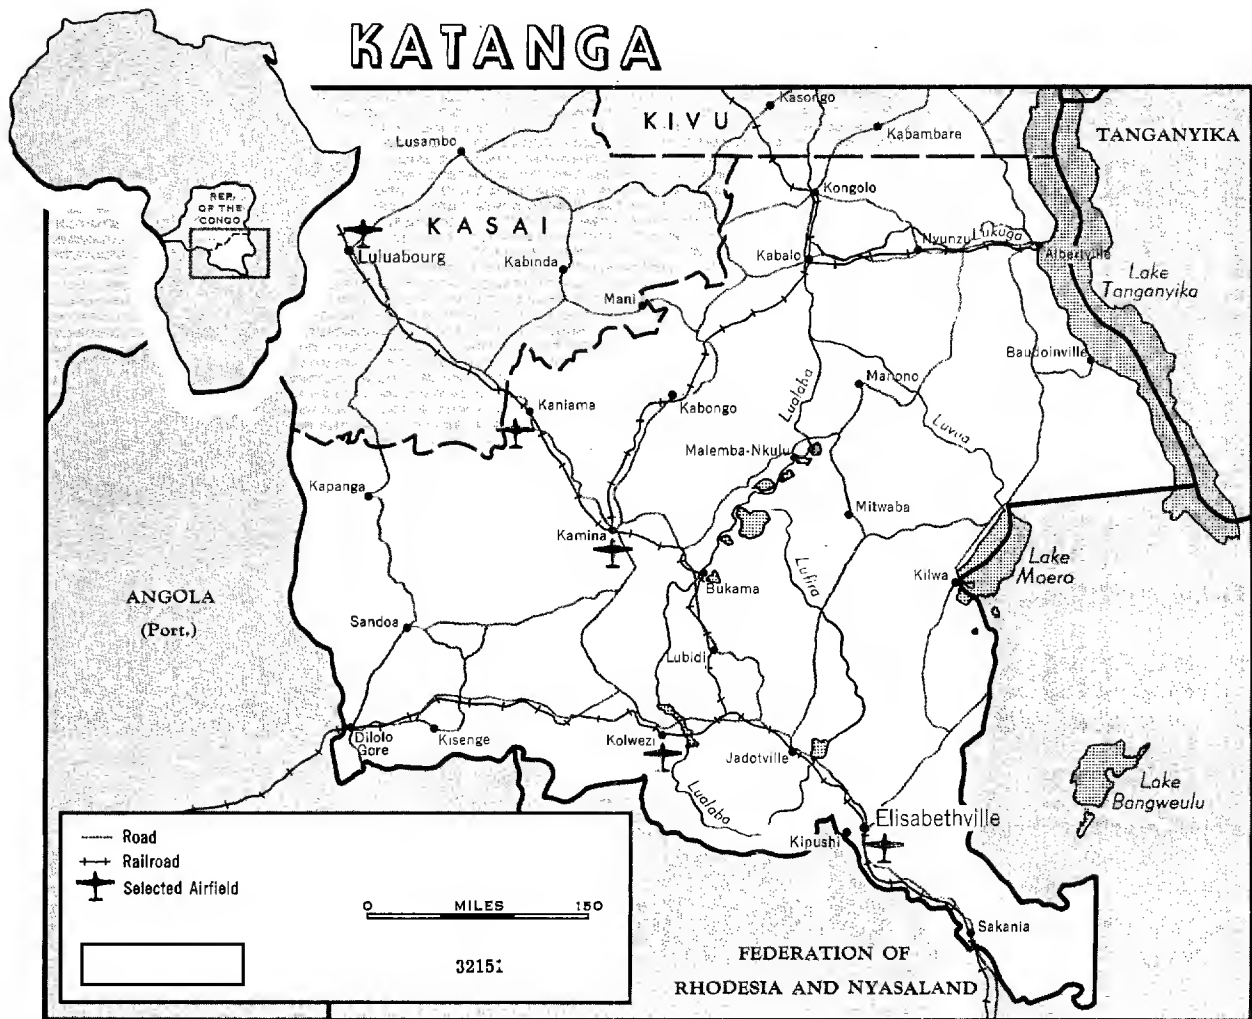 KATANGA
REP.
OF THE
CONGO
KIVU
Kasongo
Kabambare
TANGANYIKA
Lusambo
Kongolo
KASAI
Luluabourg
Kabinda
Kabalo
Nyunzu
Lukuga
Albertville
Lake
Tanganyika
Mani
Baudoinville
Manono
Kaniama
Kabongo
Lualaba
Luvua
Malemba-Nkulu
Kapanga
Mitwaba
Kamina
Lufira
Lake
Moero
Kilwa
Bukama
ANGOLA
(Port.)
Sandoa
Lubidi
Dilolo
Gare
Kisenge
Kolwezi
Jadotville
Lake
Bangweulu
Lualaba
Elisabethville
Kipushi
Sakania
FEDERATION OF
RHODESIA AND NYASALAND
Road
Railroad
Selected Airfield
0 MILES 150
32151